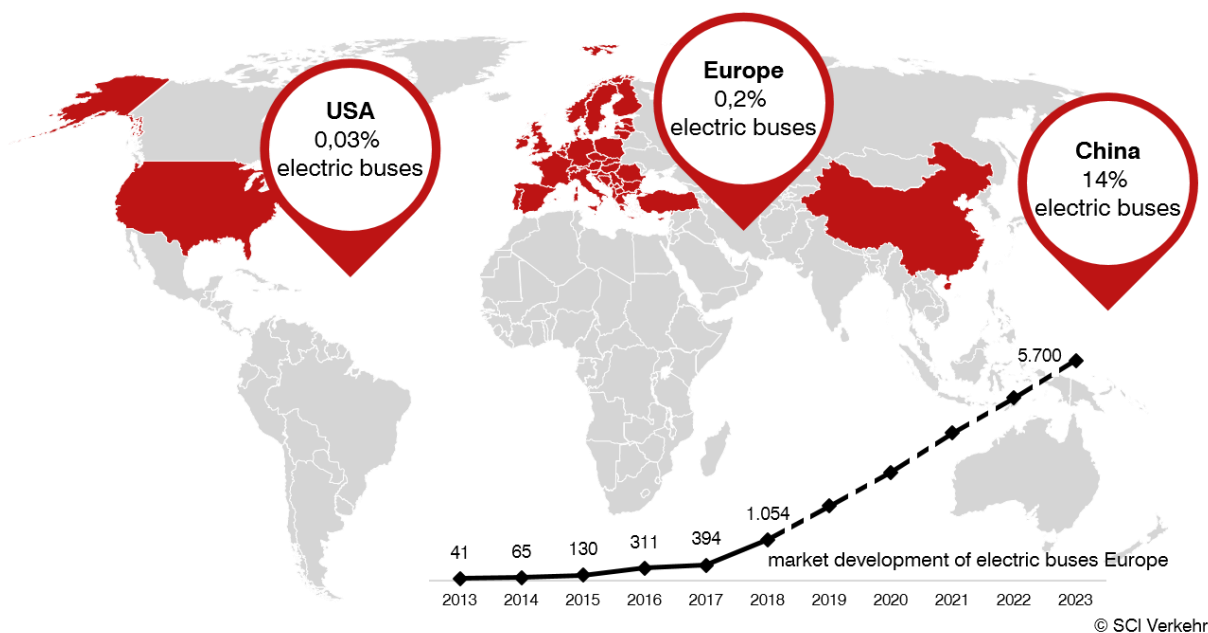 USA
0,03%
electric buses
Europe
0,2%
electric buses
China
14%
electric buses
41
65
130
311
394
1.054
5.700
market development of electric buses Europe
2013 2014 2015 2016 2017 2018 2019 2020 2021 2022 2023
© SCI Verkehr